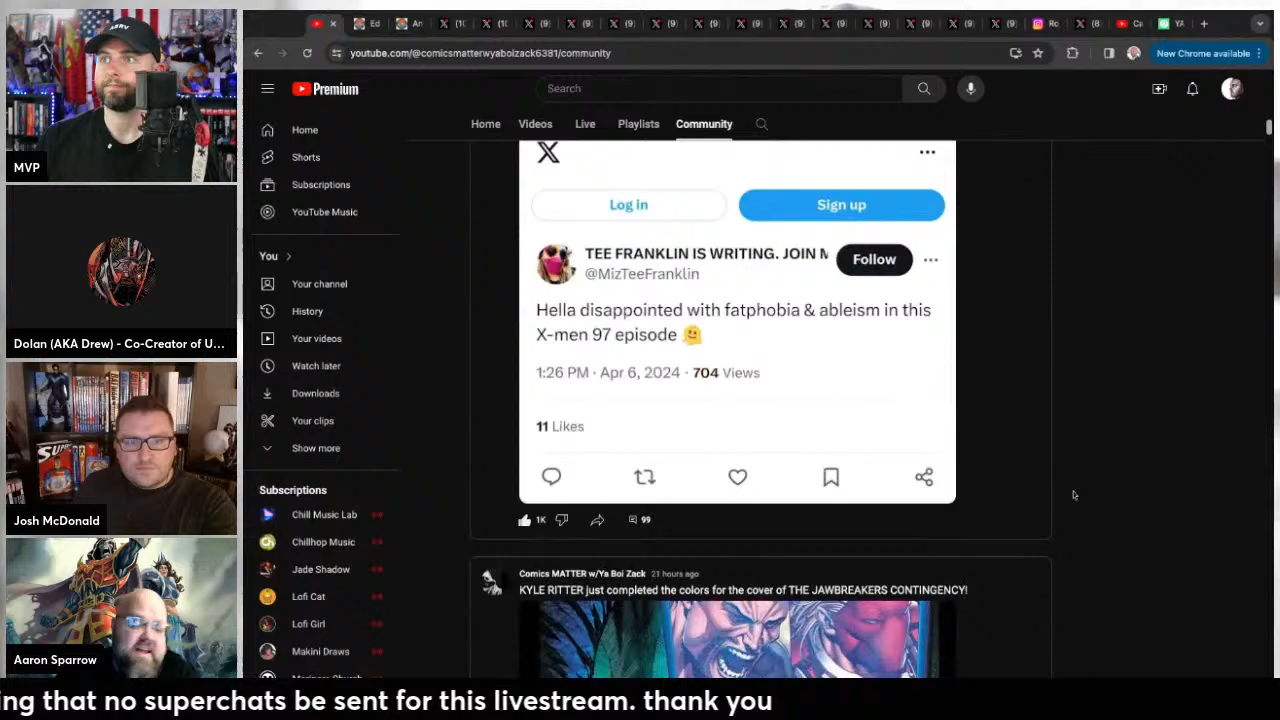 MVP
Dolan (AKA Drew) - Co-Creator of U...
Josh McDonald
Aaron Sparrow
Ed
An
youtube.com/@comicsmatterwyaboizack6381/community
New Chrome available
Premium
Search
Home
Shorts
Subscriptions
YouTube Music
You
Your channel
History
Your videos
Watch later
Downloads
Your clips
Show more
Subscriptions
Chill Music Lab
Chillhop Music
Jade Shadow
Lofi Cat
Lofi Girl
Makini Draws
Home Videos Live Playlists Community
Log in
Sign up
TEE FRANKLIN IS WRITING. JOIN
@MizTeeFranklin
Follow
Hella disappointed with fatphobia & ableism in this
X-men 97 episode 🫠
1:26 PM · Apr 6, 2024 · 704 Views
11 Likes
1K
99
Comics MATTER w/Ya Boi Zack 21 hours ago
KYLE RITTER just completed the colors for the cover of THE JAWBREAKERS CONTINGENCY!
ing that no superchats be sent for this livestream. thank you